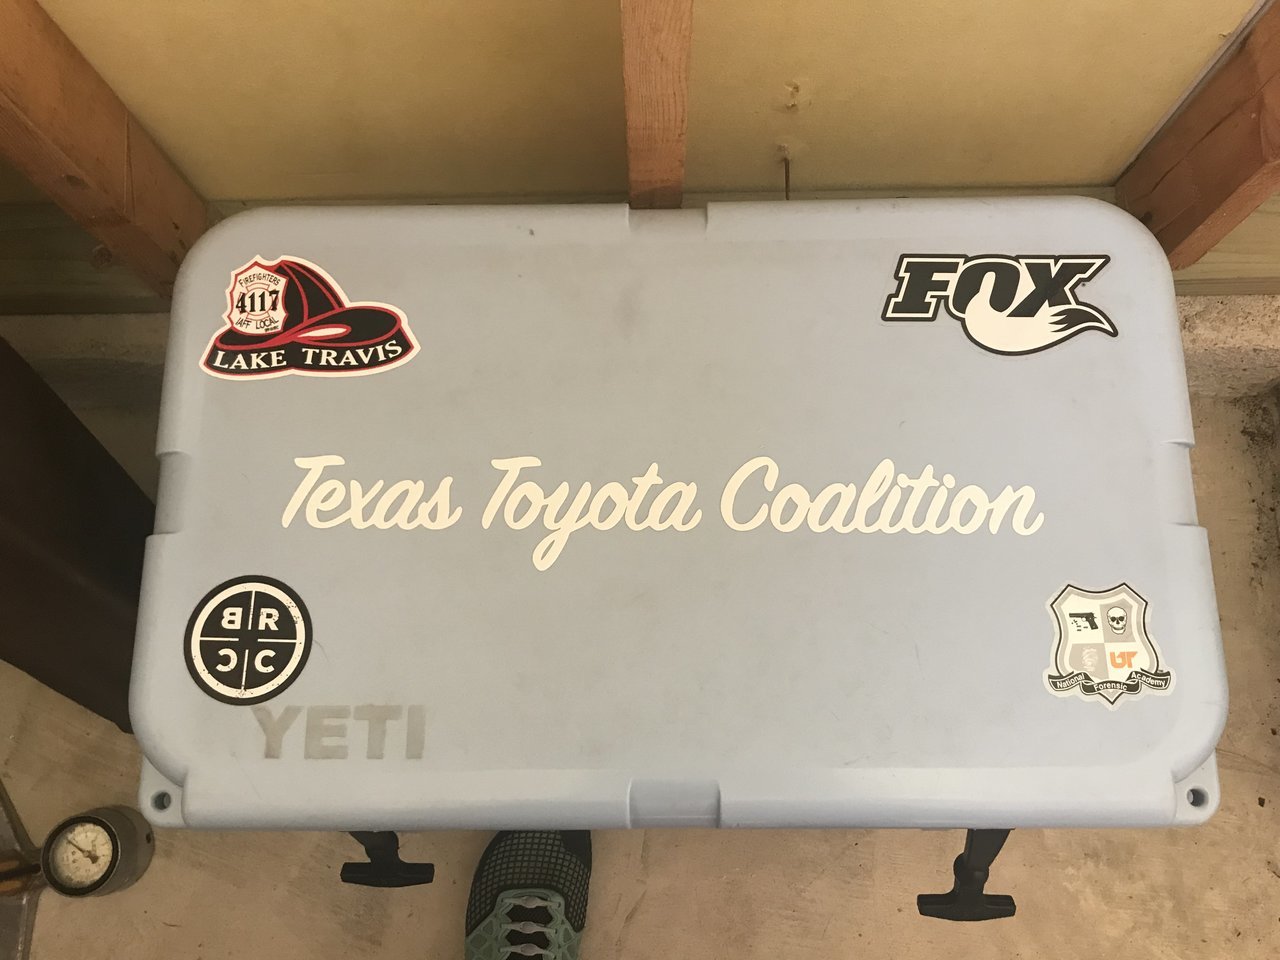 FIREFIGHTERS
4117
IAFF LOCAL
LAKE TRAVIS
FOX
Texas Toyota Coalition
B R
C C
YETI
UT
National Forensic Academy